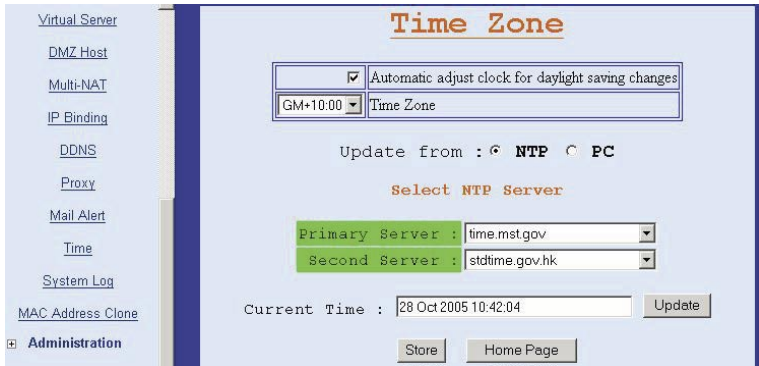 Virtual Server
DMZ Host
Multi-NAT
IP Binding
DDNS
Proxy
Mail Alert
Time
System Log
MAC Address Clone
Administration
Time Zone
Automatic adjust clock for daylight saving changes
GM+10:00 Time Zone
Update from : NTP PC
Select NTP Server
Primary Server : time.mst.gov
Second Server : stdtime.gov.hk
Current Time : 28 Oct 2005 10:42:04 Update
Store Home Page